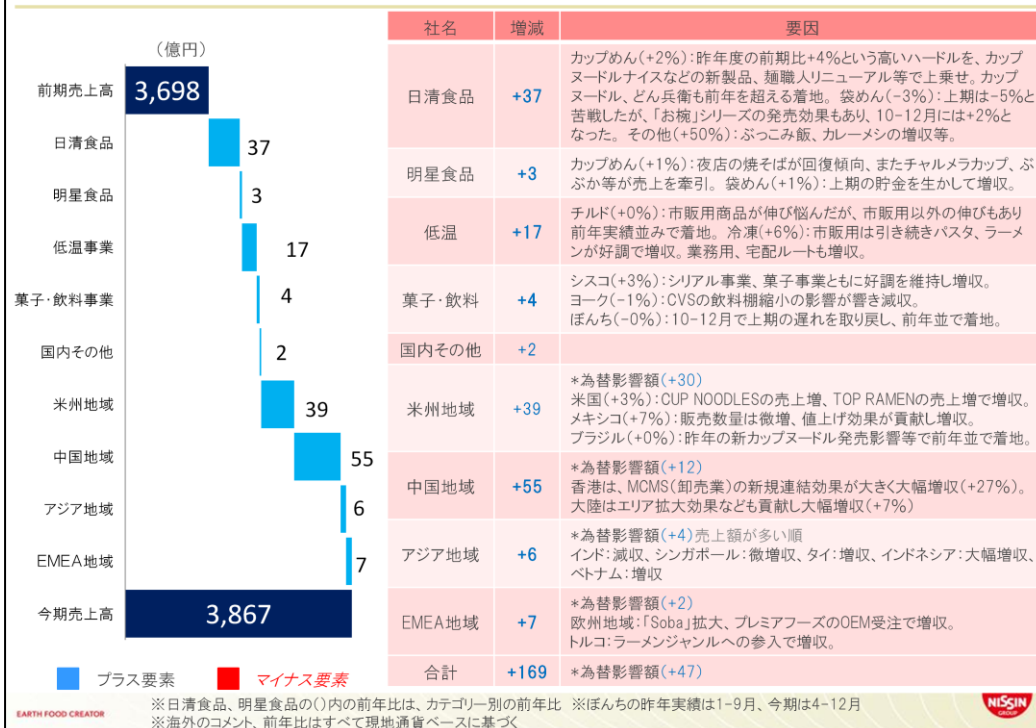 （億円）
前期売上高 3,698
日清食品 37
明星食品 3
低温事業 17
菓子・飲料事業 4
国内その他 2
米州地域 39
中国地域 55
アジア地域 6
EMEA地域 7
今期売上高 3,867
プラス要素 マイナス要素
社名 増減 要因
日清食品 +37
カップめん(+2%)：昨年度の前期比+4%という高いハードルを、カップ
ヌードルナイスなどの新製品、麺職人リニューアル等で上乗せ。カップ
ヌードル、どん兵衛も前年を超える着地。 袋めん(-3%)：上期は-5%と
苦戦したが、「お椀」シリーズの発売効果もあり、10-12月には+2%と
なった。 その他(+50%)：ぶっこみ飯、カレーメシの増収等。
明星食品 +3
カップめん(+1%)：夜店の焼そばが回復傾向、またチャルメラカップ、ぶ
ぶか等が売上を牽引。 袋めん(+1%)：上期の貯金を生かして増収。
低温 +17
チルド(+0%)：市販用商品が伸び悩んだが、市販用以外の伸びもあり
前年実績並みで着地。 冷凍(+6%)：市販用は引き続きパスタ、ラーメ
ンが好調で増収。業務用、宅配ルートも増収。
菓子・飲料 +4
シスコ(+3%)：シリアル事業、菓子事業ともに好調を維持し増収。
ヨーク(-1%)：CVSの飲料棚縮小の影響が響き減収。
ぼんち(-0%)：10-12月で上期の遅れを取り戻し、前年並で着地。
国内その他 +2
米州地域 +39
*為替影響額(+30)
米国(+3%)：CUP NOODLESの売上増、TOP RAMENの売上増で増収。
メキシコ(+7%)：販売数量は微増、値上げ効果が貢献し増収。
ブラジル(+0%)：昨年の新カップヌードル発売影響等で前年並で着地。
中国地域 +55
*為替影響額(+12)
香港は、MCMS(卸売業)の新規連結効果が大きく大幅増収(+27%)。
大陸はエリア拡大効果なども貢献し大幅増収(+7%)
アジア地域 +6
*為替影響額(+4)売上額が多い順
インド：減収、シンガポール：微増収、タイ：増収、インドネシア：大幅増収、
ベトナム：増収
EMEA地域 +7
*為替影響額(+2)
欧州地域：「Soba」拡大、プレミアフーズのOEM受注で増収。
トルコ：ラーメンジャンルへの参入で増収。
合計 +169 *為替影響額(+47)
EARTH FOOD CREATOR
※日清食品、明星食品の()内の前年比は、カテゴリー別の前年比 ※ぼんちの昨年実績は1-9月、今期は4-12月
※海外のコメント、前年比はすべて現地通貨ベースに基づく
NISSIN
GROUP